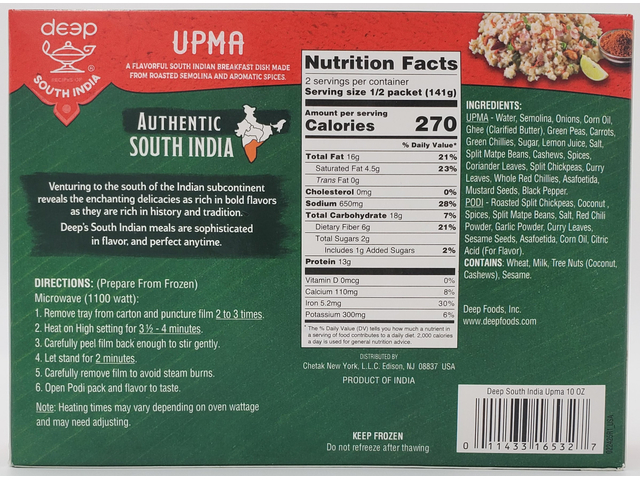 deep
®
SOUTH INDIA
UPMA
A FLAVORFUL SOUTH INDIAN BREAKFAST DISH MADE
FROM ROASTED SEMOLINA AND AROMATIC SPICES.
AUTHENTIC
SOUTH INDIA
Venturing to the south of the Indian subcontinent
reveals the enchanting delicacies as rich in bold flavors
as they are rich in history and tradition.
Deep's South Indian meals are sophisticated
in flavor, and perfect anytime.
DIRECTIONS: (Prepare From Frozen)
Microwave (1100 watt):
1. Remove tray from carton and puncture film 2 to 3 times.
2. Heat on High setting for 3½ - 4 minutes.
3. Carefully peel film back enough to stir gently.
4. Let stand for 2 minutes.
5. Carefully remove film to avoid steam burns.
6. Open Podi pack and flavor to taste.
Note: Heating times may vary depending on oven wattage
and may need adjusting.
Nutrition Facts
2 servings per container
Serving size 1/2 packet (141g)
Amount per serving
Calories 270
% Daily Value*
Total Fat 16g 21%
Saturated Fat 4.5g 23%
Trans Fat 0g
Cholesterol 0mg 0%
Sodium 650mg 28%
Total Carbohydrate 18g 7%
Dietary Fiber 6g 21%
Total Sugars 2g
Includes 1g Added Sugars 2%
Protein 13g
Vitamin D 0mcg 0%
Calcium 110mg 8%
Iron 5.2mg 30%
Potassium 300mg 6%
* The % Daily Value (DV) tells you how much a nutrient in
a serving of food contributes to a daily diet. 2,000 calories
a day is used for general nutrition advice.
DISTRIBUTED BY
Chetak New York, L.L.C. Edison, NJ 08837 USA
PRODUCT OF INDIA
KEEP FROZEN
Do not refreeze after thawing
INGREDIENTS:
UPMA - Water, Semolina, Onions, Corn Oil,
Ghee (Clarified Butter), Green Peas, Carrots,
Green Chillies, Sugar, Lemon Juice, Salt,
Split Matpe Beans, Cashews, Spices,
Coriander Leaves, Split Chickpeas, Curry
Leaves, Whole Red Chillies, Asafoetida,
Mustard Seeds, Black Pepper.
PODI - Roasted Split Chickpeas, Coconut ,
Spices, Split Matpe Beans, Salt, Red Chili
Powder, Garlic Powder, Curry Leaves,
Sesame Seeds, Asafoetida, Corn Oil, Citric
Acid (For Flavor).
CONTAINS: Wheat, Milk, Tree Nuts (Coconut,
Cashews), Sesame.
Deep Foods, Inc.
www.deepfoods.com
Deep South India Upma 10 OZ
0 11433 16532 7